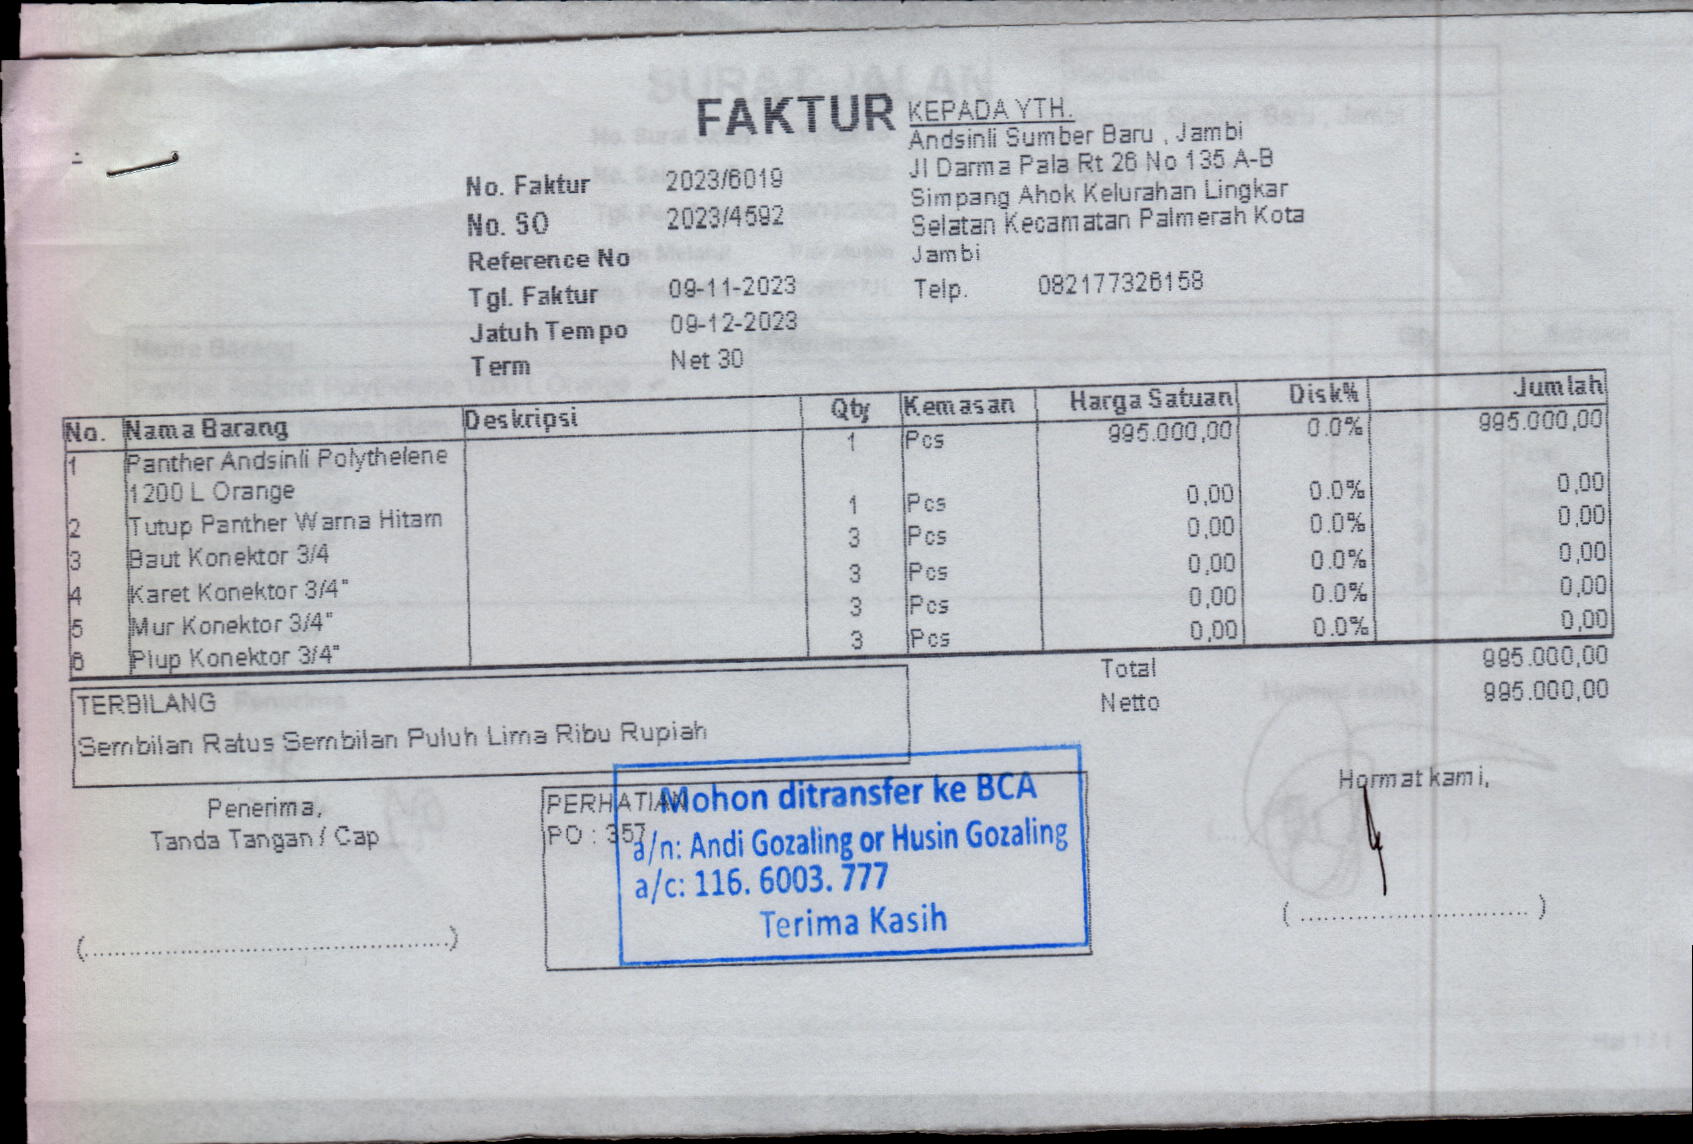 FAKTUR
KEPADA YTH.
Andsinli Sumber Baru , Jambi
Jl Darma Pala Rt 26 No 135 A-B
Simpang Ahok Kelurahan Lingkar
Selatan Kecamatan Palmerah Kota
Jambi
Telp. 082177326158
No. Faktur 2023/6019
No. SO 2023/4592
Reference No
Tgl. Faktur 09-11-2023
Jatuh Tempo 09-12-2023
Term Net 30
No. Nama Barang Deskripsi Qty Kemasan Harga Satuan Disk% Jumlah
1 Panther Andsinli Polythelene 1 Pcs 995.000,00 0.0% 995.000,00
1200 L Orange
2 Tutup Panther Warna Hitam 1 Pcs 0,00 0.0% 0,00
3 Baut Konektor 3/4 3 Pcs 0,00 0.0% 0,00
4 Karet Konektor 3/4" 3 Pcs 0,00 0.0% 0,00
5 Mur Konektor 3/4" 3 Pcs 0,00 0.0% 0,00
6 Plup Konektor 3/4" 3 Pcs 0,00 0.0% 0,00
Total 995.000,00
Netto 995.000,00
TERBILANG
Sembilan Ratus Sembilan Puluh Lima Ribu Rupiah
Penerima,
Tanda Tangan / Cap
(..................................................)
PERHATIAN
PO : 357
Mohon ditransfer ke BCA
a/n: Andi Gozaling or Husin Gozaling
a/c: 116. 6003. 777
Terima Kasih
Hormat kami,
( ................................ )